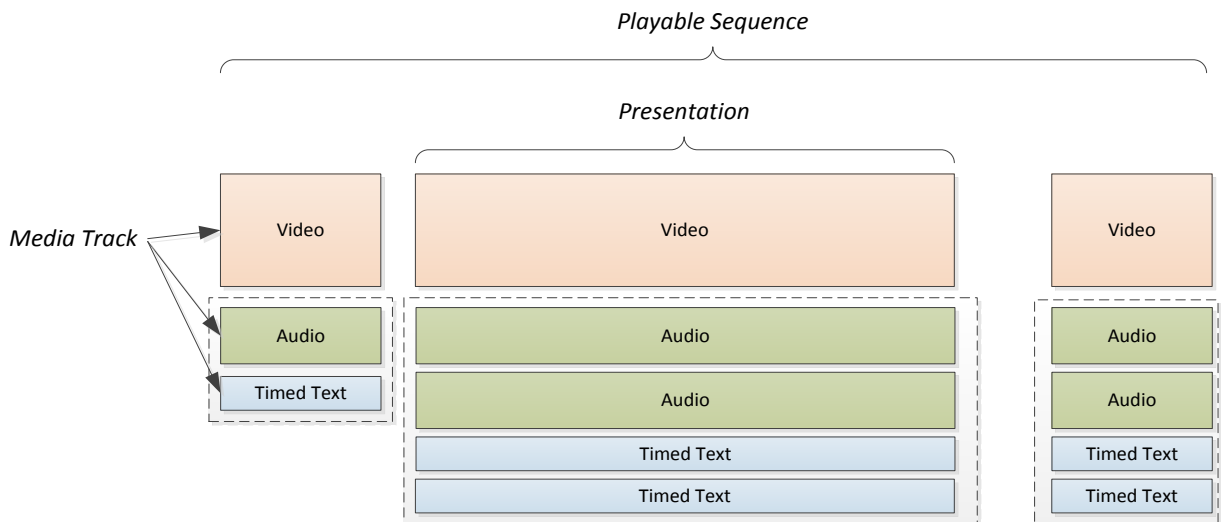 Playable Sequence
Presentation
Video Video Video
Media Track
Audio Audio Audio
Timed Text Audio Audio
Timed Text Timed Text
Timed Text Timed Text